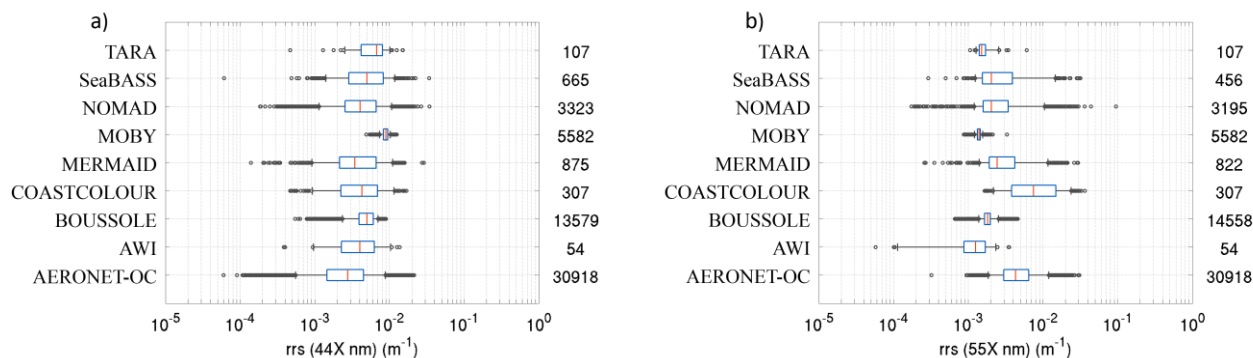 a)
TARA 107
SeaBASS 665
NOMAD 3323
MOBY 5582
MERMAID 875
COASTCOLOUR 307
BOUSSOLE 13579
AWI 54
AERONET-OC 30918
10^-5 10^-4 10^-3 10^-2 10^-1 10^0
rrs (44X nm) (m^-1)
b)
TARA 107
SeaBASS 456
NOMAD 3195
MOBY 5582
MERMAID 822
COASTCOLOUR 307
BOUSSOLE 14558
AWI 54
AERONET-OC 30918
10^-5 10^-4 10^-3 10^-2 10^-1 10^0
rrs (55X nm) (m^-1)